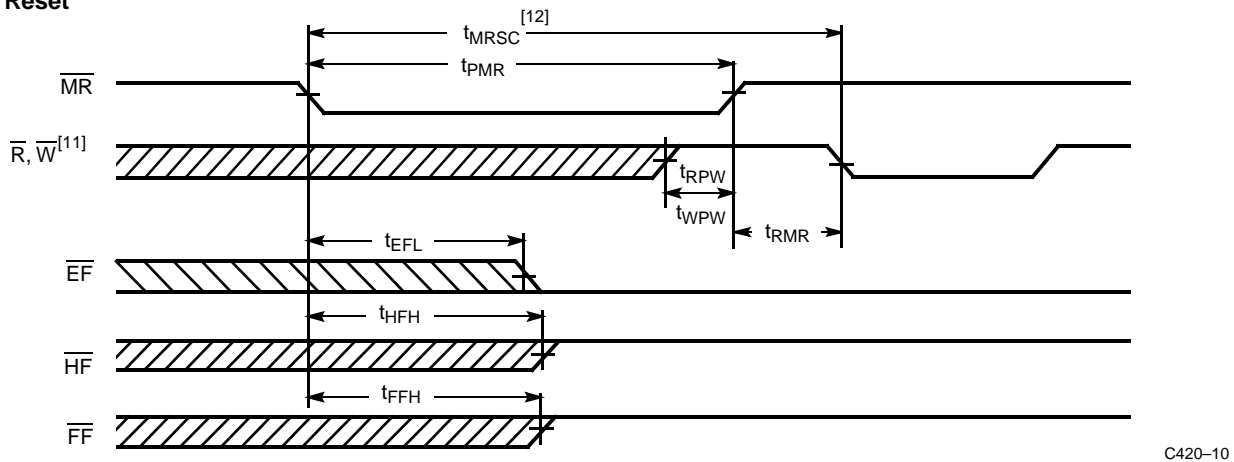 Reset
tMRSC[12]
tPMR
MR
R, W[11]
tRPW
tWPW
tRMR
tEFL
EF
tHFH
HF
tFFH
FF
C420–10